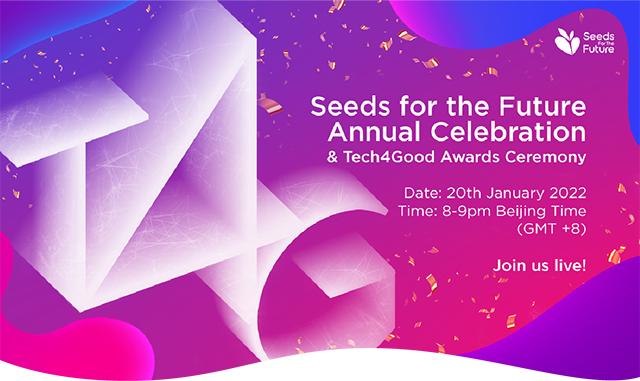 Seeds
For The
Future
T4G
Seeds for the Future
Annual Celebration
& Tech4Good Awards Ceremony
Date: 20th January 2022
Time: 8-9pm Beijing Time
(GMT +8)
Join us live!